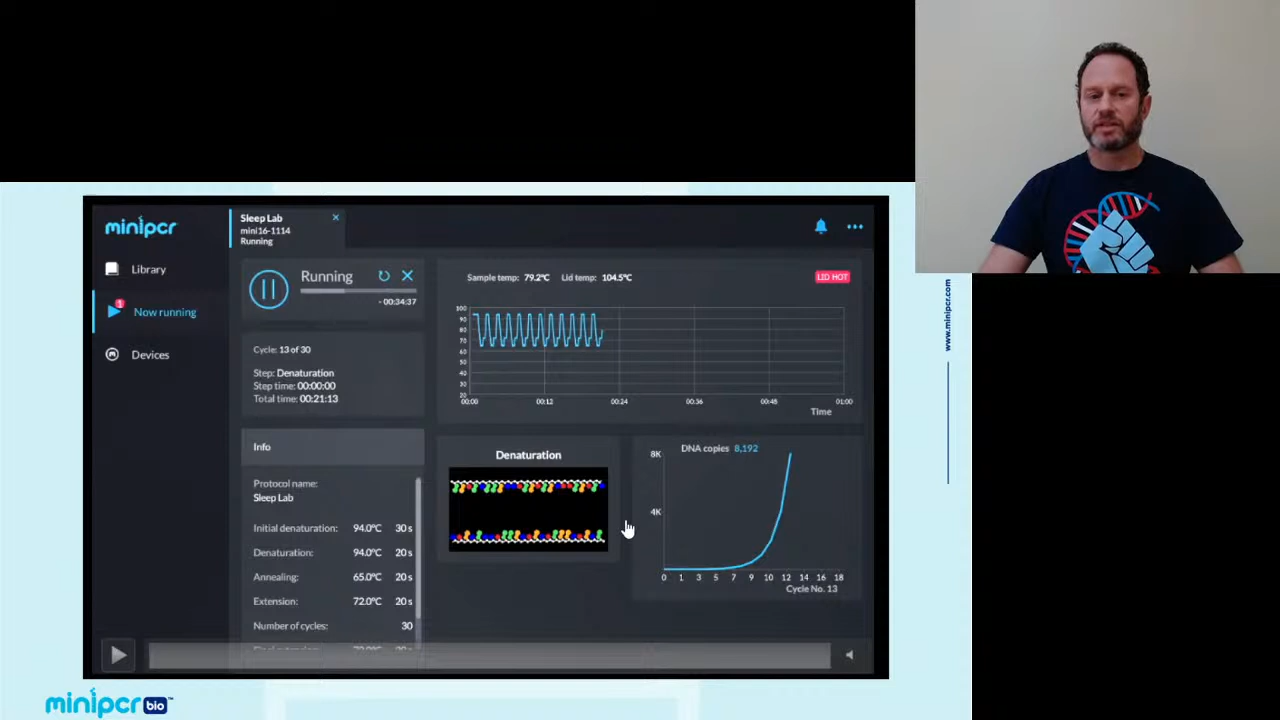 minipcr
Sleep Lab
mini16-1114
Running
Library
Now running
1
Devices
Running
- 00:34:37
Cycle: 13 of 30
Step: Denaturation
Step time: 00:00:00
Total time: 00:21:13
Info
Protocol name:
Sleep Lab
Initial denaturation: 94.0°C 30 s
Denaturation: 94.0°C 20 s
Annealing: 65.0°C 20 s
Extension: 72.0°C 20 s
Number of cycles: 30
Sample temp: 79.2°C Lid temp: 104.5°C
LID HOT
100
90
80
70
60
50
40
30
20
00:00 00:12 00:24 00:36 00:48 01:00
Time
Denaturation
DNA copies 8,192
8K
4K
0 1 3 5 7 9 10 12 14 16 18
Cycle No. 13
www.minipcr.com
minipcr bio™